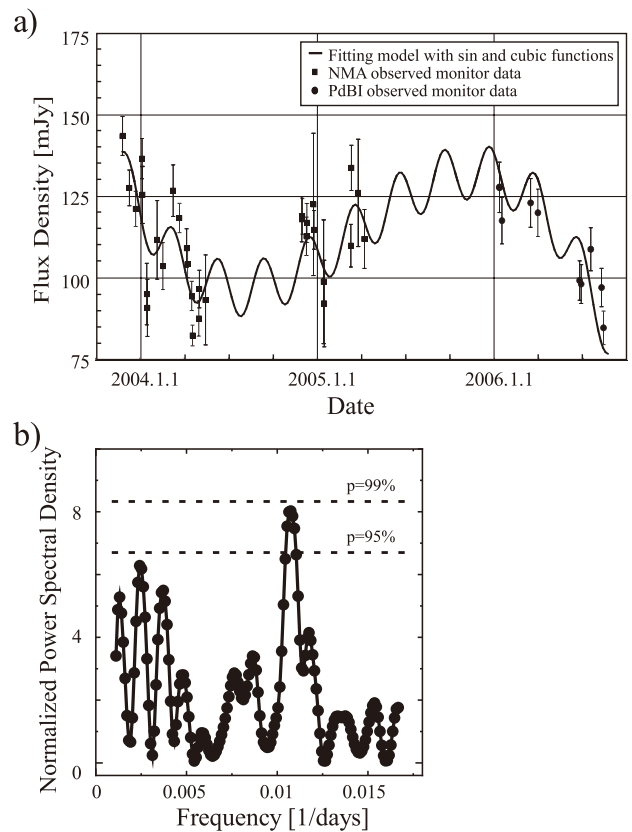 a)
175
150
125
100
75
Flux Density [mJy]
Fitting model with sin and cubic functions
NMA observed monitor data
PdBI observed monitor data
2004.1.1
2005.1.1
2006.1.1
Date
b)
Normalized Power Spectral Density
8
4
0
p=99%
p=95%
0
0.005
0.01
0.015
Frequency [1/days]